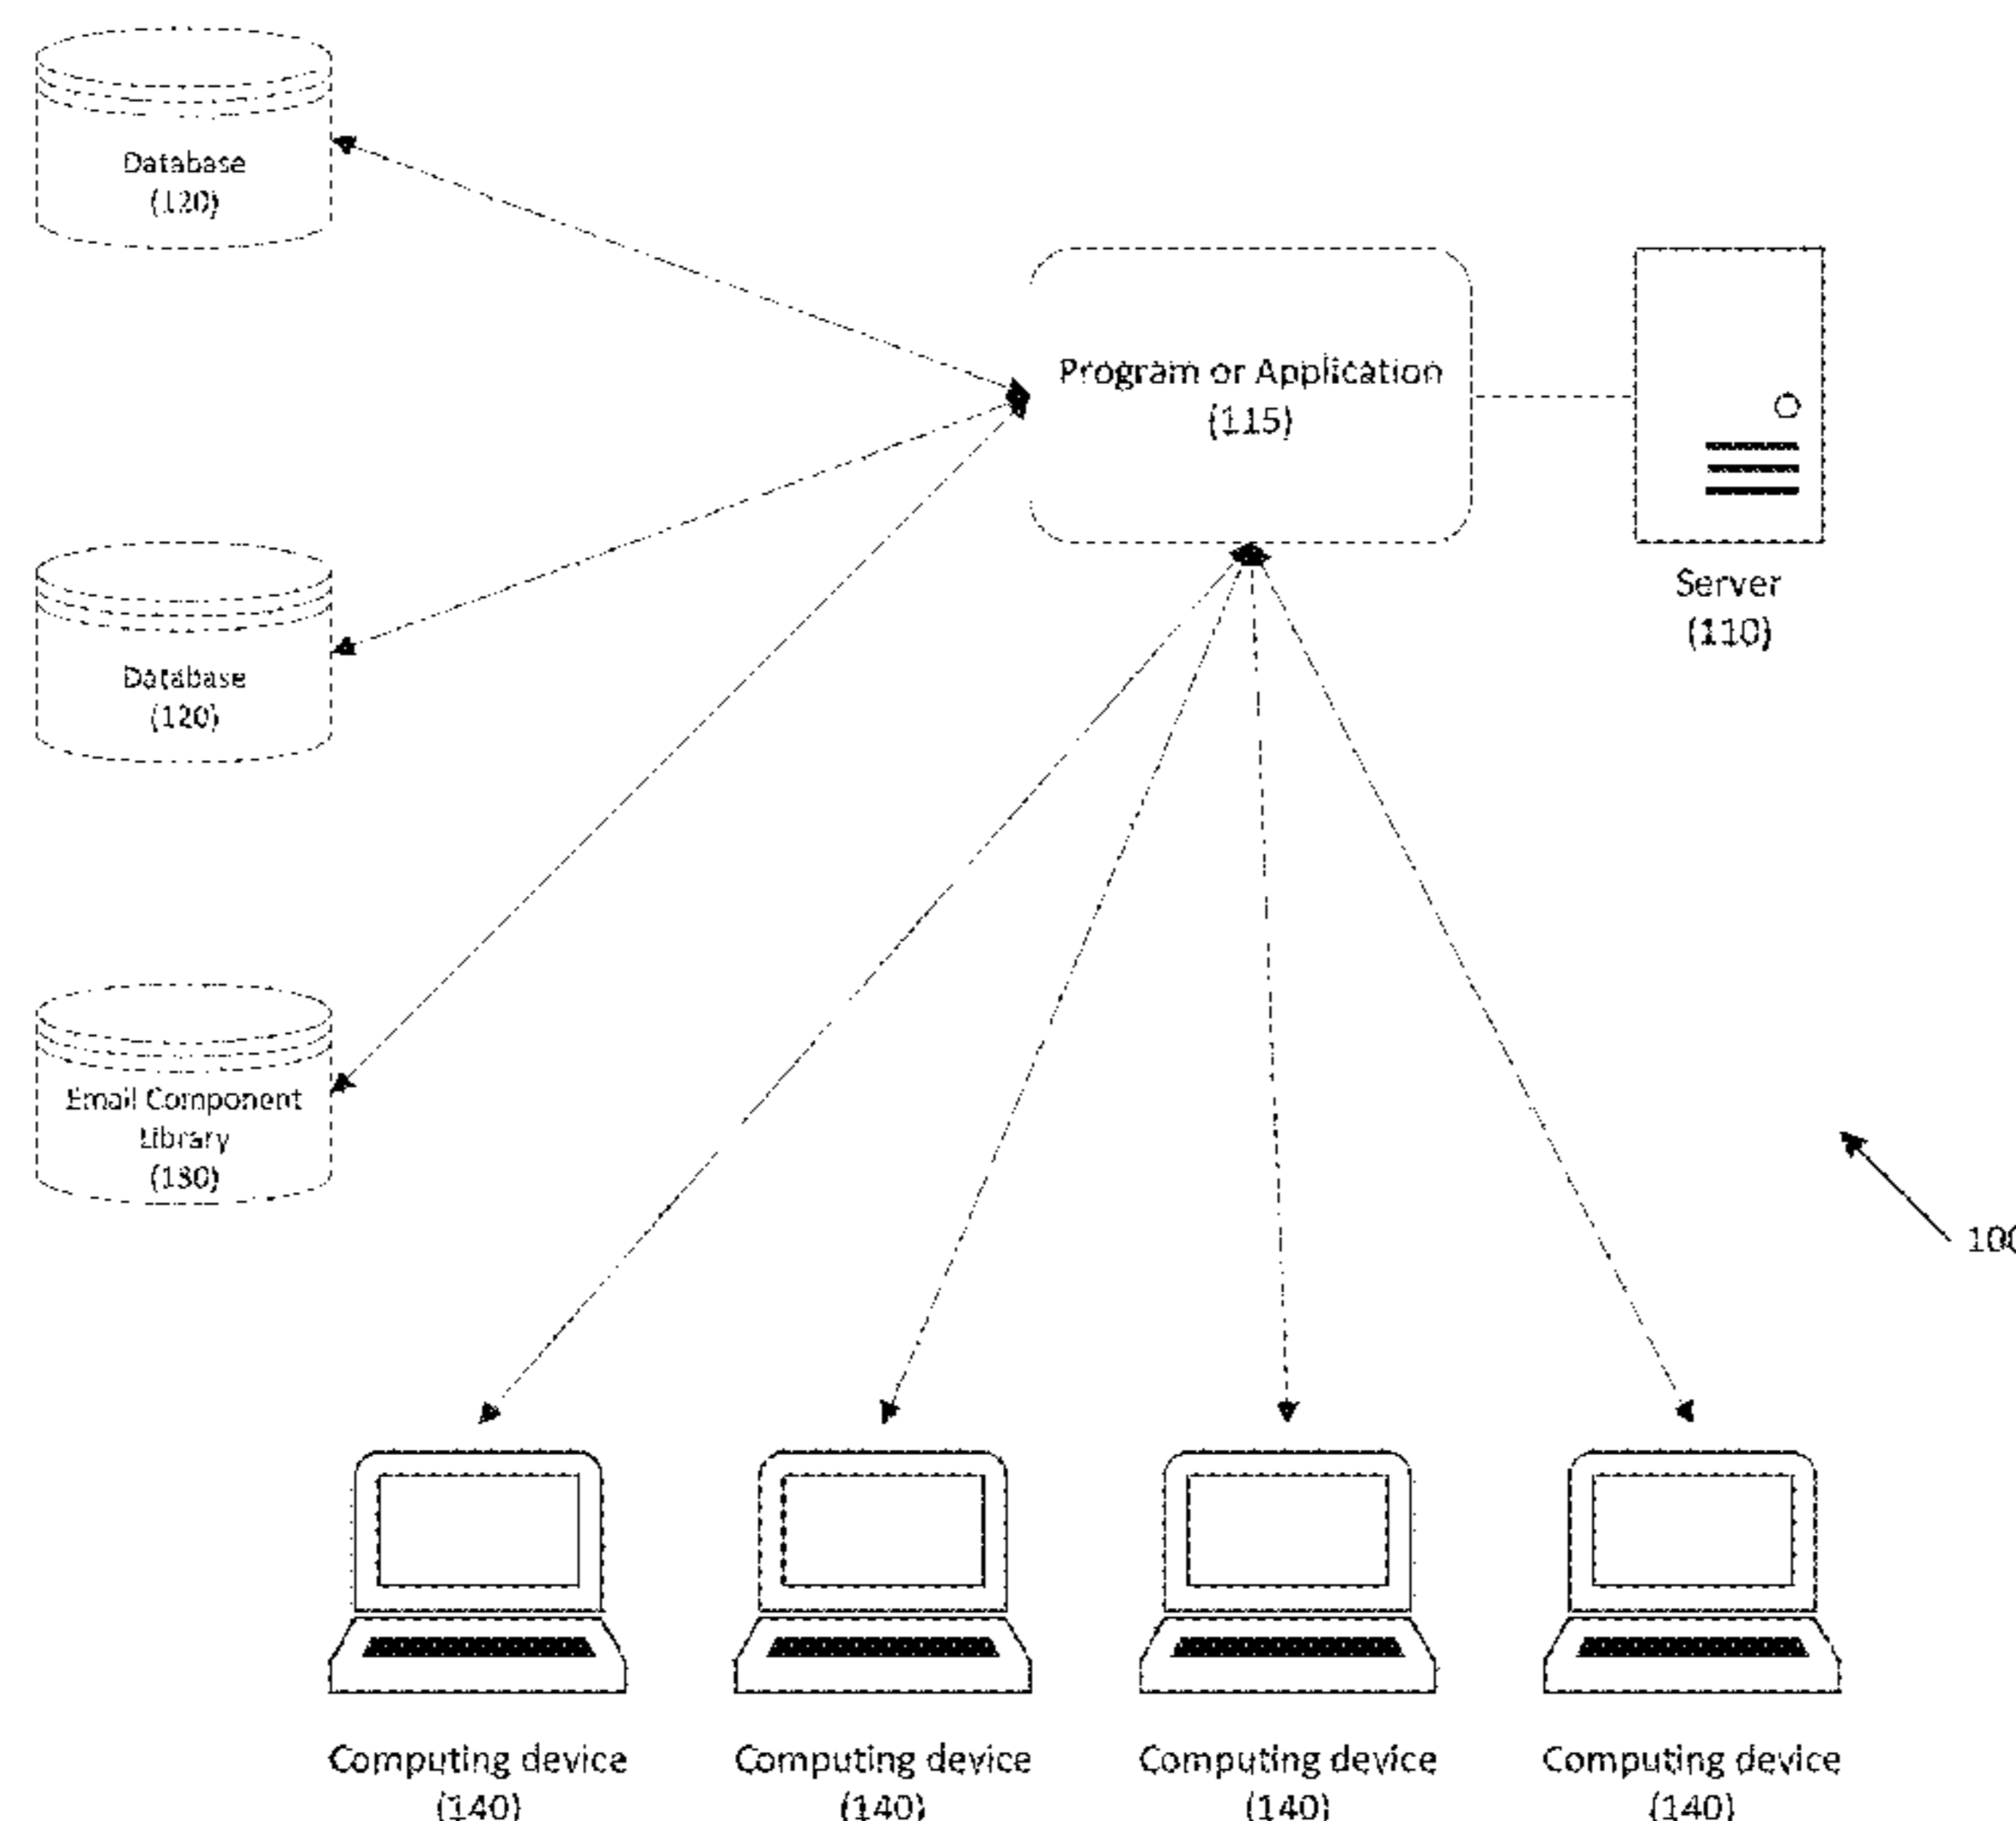 Database
(120)
Program or Application
(115)
Server
(110)
Database
(120)
Email Component
Library
(130)
100
Computing device
(140)
Computing device
(140)
Computing device
(140)
Computing device
(140)